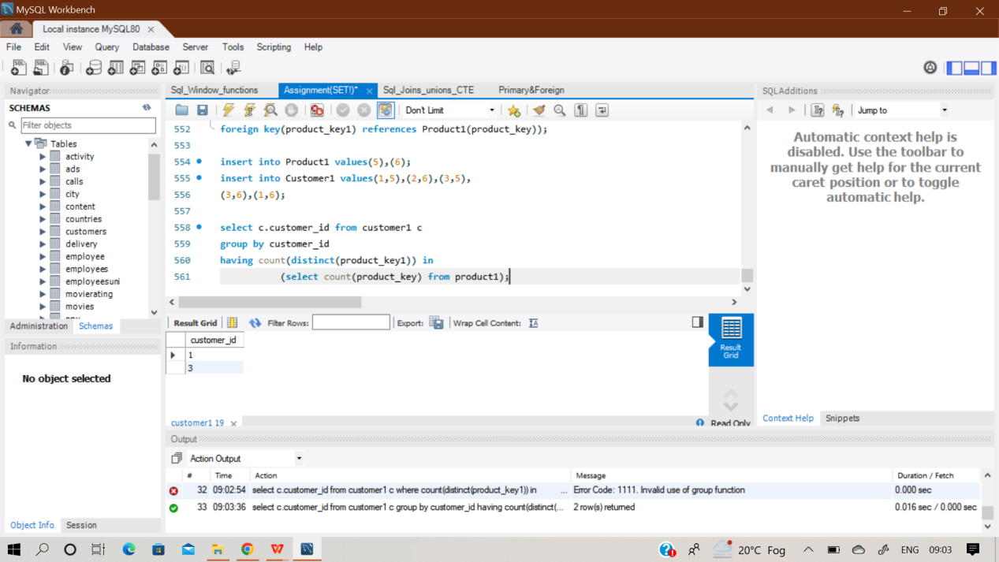 MySQL Workbench
Local instance MySQL80
File Edit View Query Database Server Tools Scripting Help
Navigator
SCHEMAS
Filter objects
Tables
activity
ads
calls
city
content
countries
customers
delivery
employee
employees
employeesuni
movierating
movies
Administration Schemas
Information
No object selected
Object Info Session
Sql_Window_functions Assignment(SET!)* Sql_Joins_unions_CTE Primary&Foreign
Don't Limit
552 foreign key(product_key1) references Product1(product_key));
553
554 insert into Product1 values(5),(6);
555 insert into Customer1 values(1,5),(2,6),(3,5),
556 (3,6),(1,6);
557
558 select c.customer_id from customer1 c
559 group by customer_id
560 having count(distinct(product_key1)) in
561 (select count(product_key) from product1);
Result Grid Filter Rows: Export: Wrap Cell Content:
customer_id
1
3
Result
Grid
customer1 19 Read Only
Output
Action Output
# Time Action Message Duration / Fetch
32 09:02:54 select c.customer_id from customer1 c where count(distinct(product_key1)) in ... Error Code: 1111. Invalid use of group function 0.000 sec
33 09:03:36 select c.customer_id from customer1 c group by customer_id having count(distinct(... 2 row(s) returned 0.016 sec / 0.000 sec
SQLAdditions
Jump to
Automatic context help is
disabled. Use the toolbar to
manually get help for the current
caret position or to toggle
automatic help.
Context Help Snippets
20°C Fog ENG 09:03